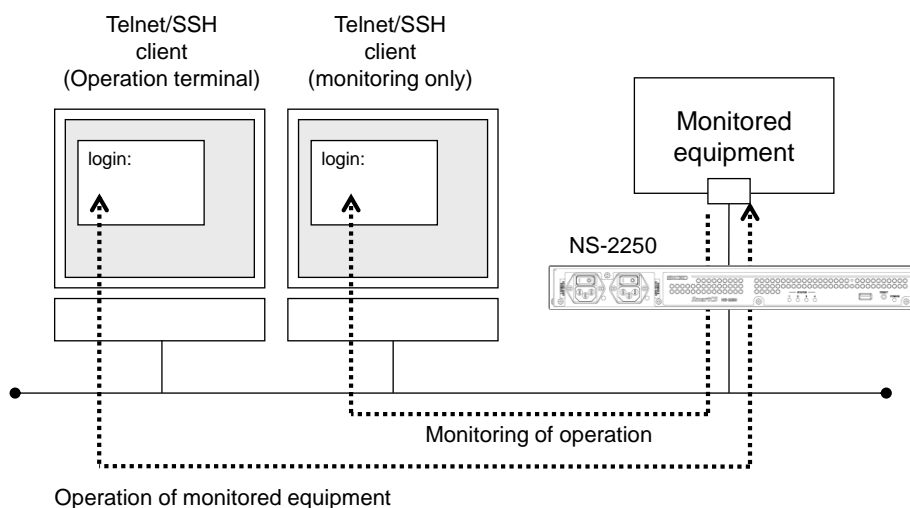 Telnet/SSH
client
(Operation terminal)
Telnet/SSH
client
(monitoring only)
login:
login:
Monitored
equipment
NS-2250
Monitoring of operation
Operation of monitored equipment